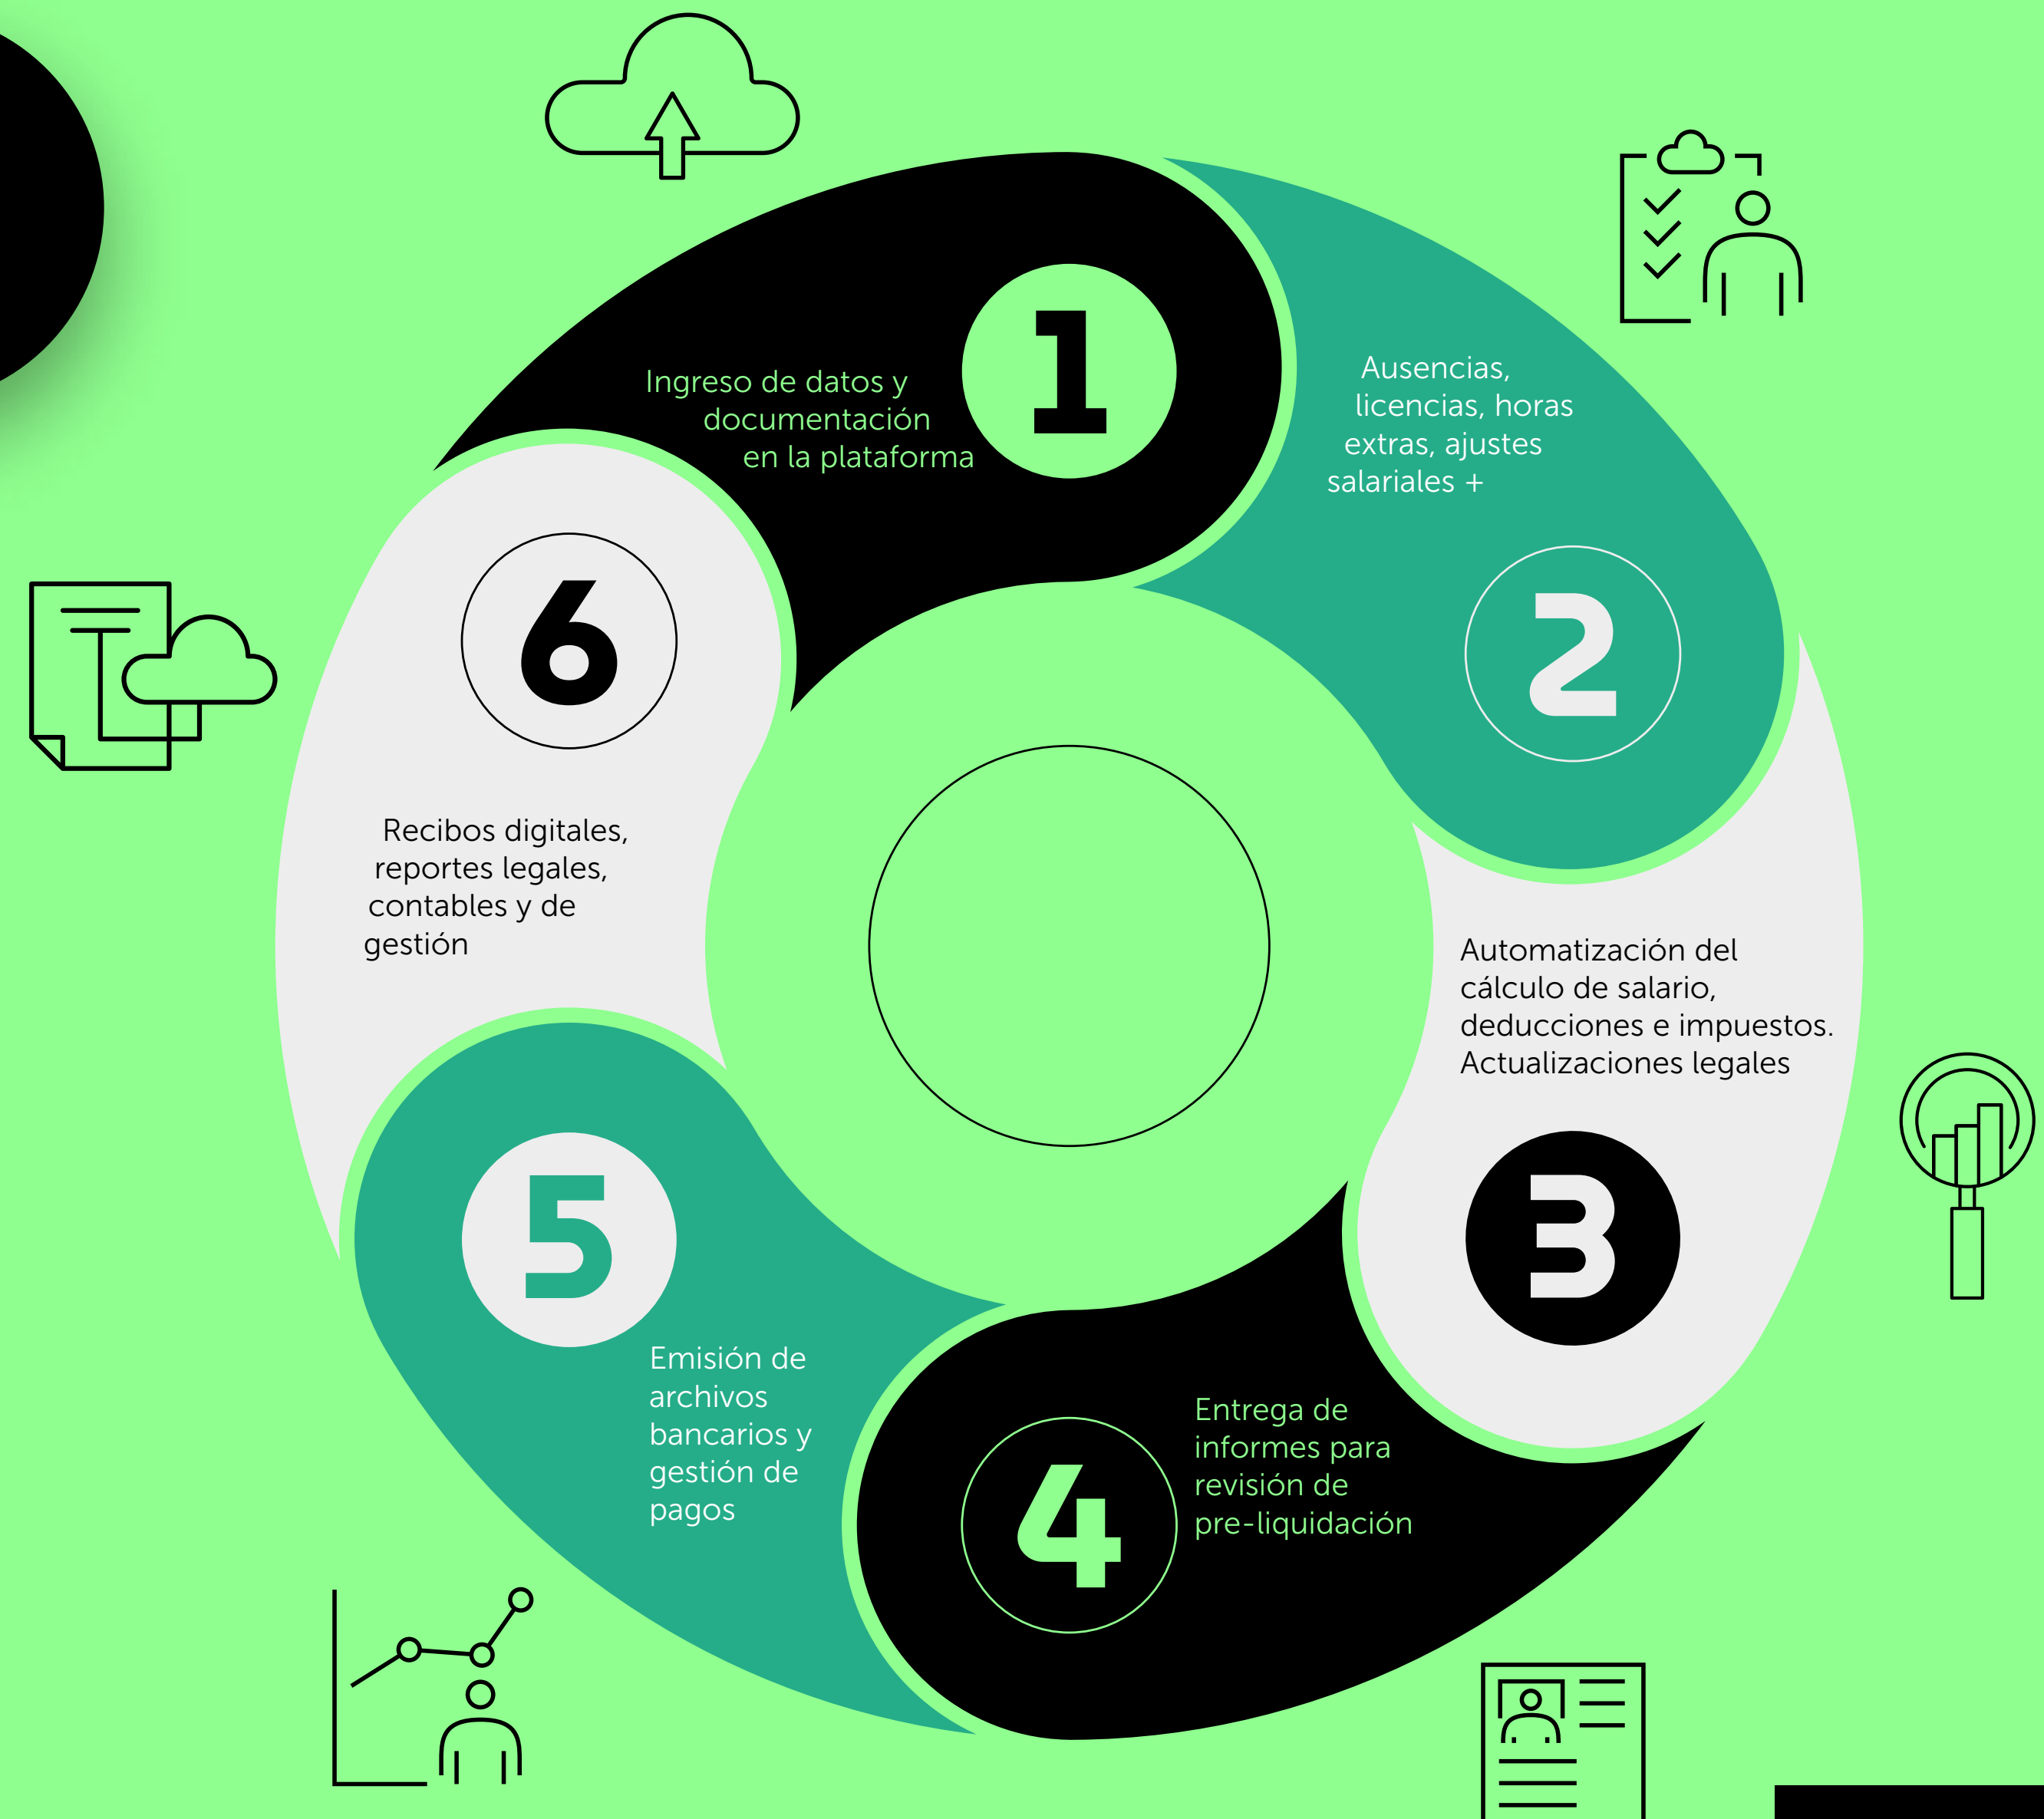 1
Ingreso de datos y
documentación
en la plataforma
Ausencias,
licencias, horas
extras, ajustes
salariales +
2
Automatización del
cálculo de salario,
deducciones e impuestos.
Actualizaciones legales
3
4
Entrega de
informes para
revisión de
pre-liquidación
5
Emisión de
archivos
bancarios y
gestión de
pagos
6
Recibos digitales,
reportes legales,
contables y de
gestión